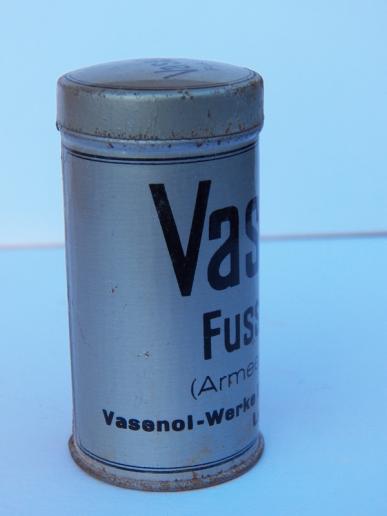 Vas
Fuss
(Armee
Vasenol-Werke
L